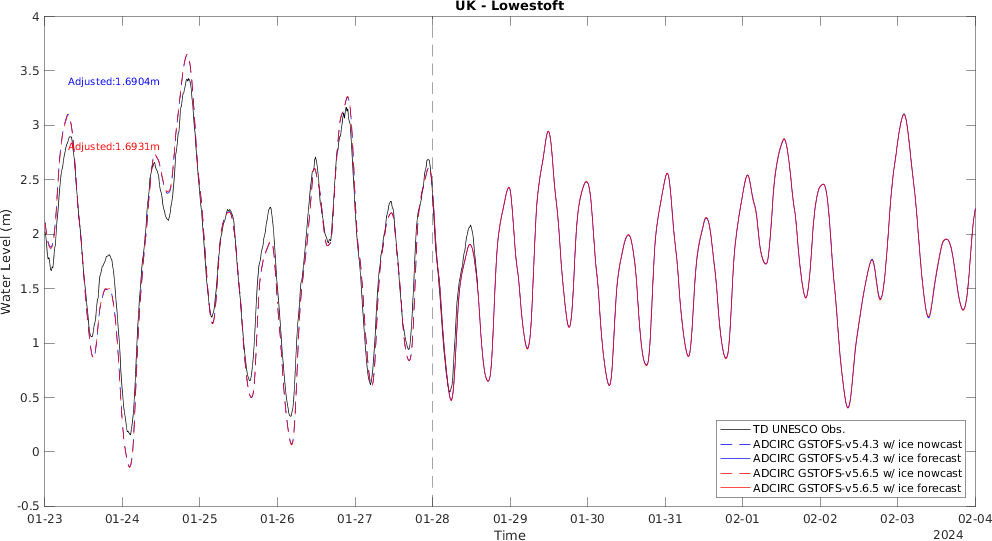 UK - Lowestoft
Water Level (m)
4
3.5
3
2.5
2
1.5
1
0.5
0
-0.5
Adjusted:1.6904m
Adjusted:1.6931m
TD UNESCO Obs.
ADCIRC GSTOFS-v5.4.3 w/ ice nowcast
ADCIRC GSTOFS-v5.4.3 w/ ice forecast
ADCIRC GSTOFS-v5.6.5 w/ ice nowcast
ADCIRC GSTOFS-v5.6.5 w/ ice forecast
01-23 01-24 01-25 01-26 01-27 01-28 01-29 01-30 01-31 02-01 02-02 02-03 02-04
Time
2024